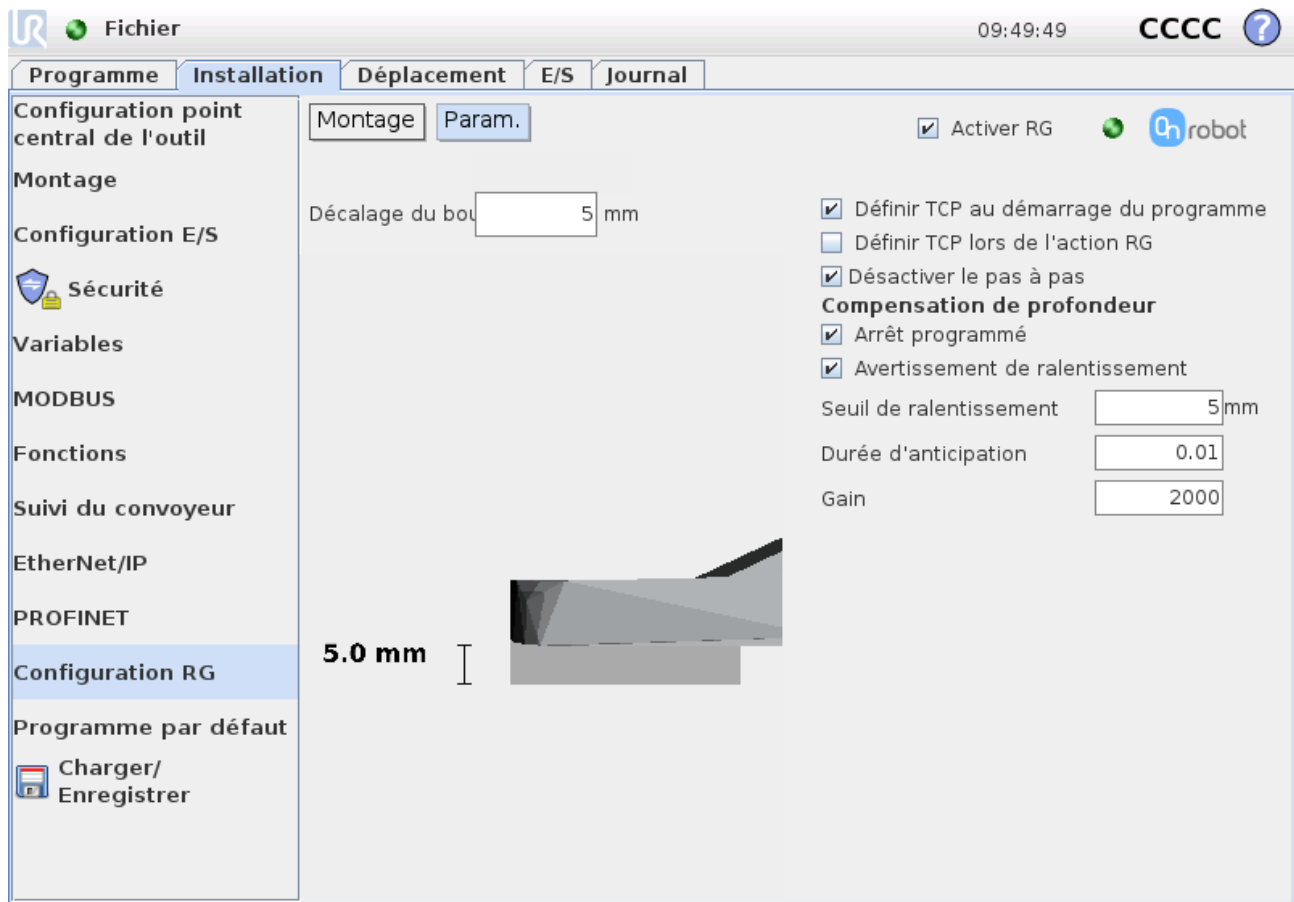 Fichier
09:49:49
CCCC
?
Programme
Installation
Déplacement
E/S
Journal
Configuration point
central de l'outil
Montage
Configuration E/S
Sécurité
Variables
MODBUS
Fonctions
Suivi du convoyeur
EtherNet/IP
PROFINET
Configuration RG
Programme par défaut
Charger/
Enregistrer
Montage
Param.
Activer RG
On robot
Décalage du bou
5 mm
5.0 mm
Définir TCP au démarrage du programme
Définir TCP lors de l'action RG
Désactiver le pas à pas
Compensation de profondeur
Arrêt programmé
Avertissement de ralentissement
Seuil de ralentissement
5 mm
Durée d'anticipation
0.01
Gain
2000